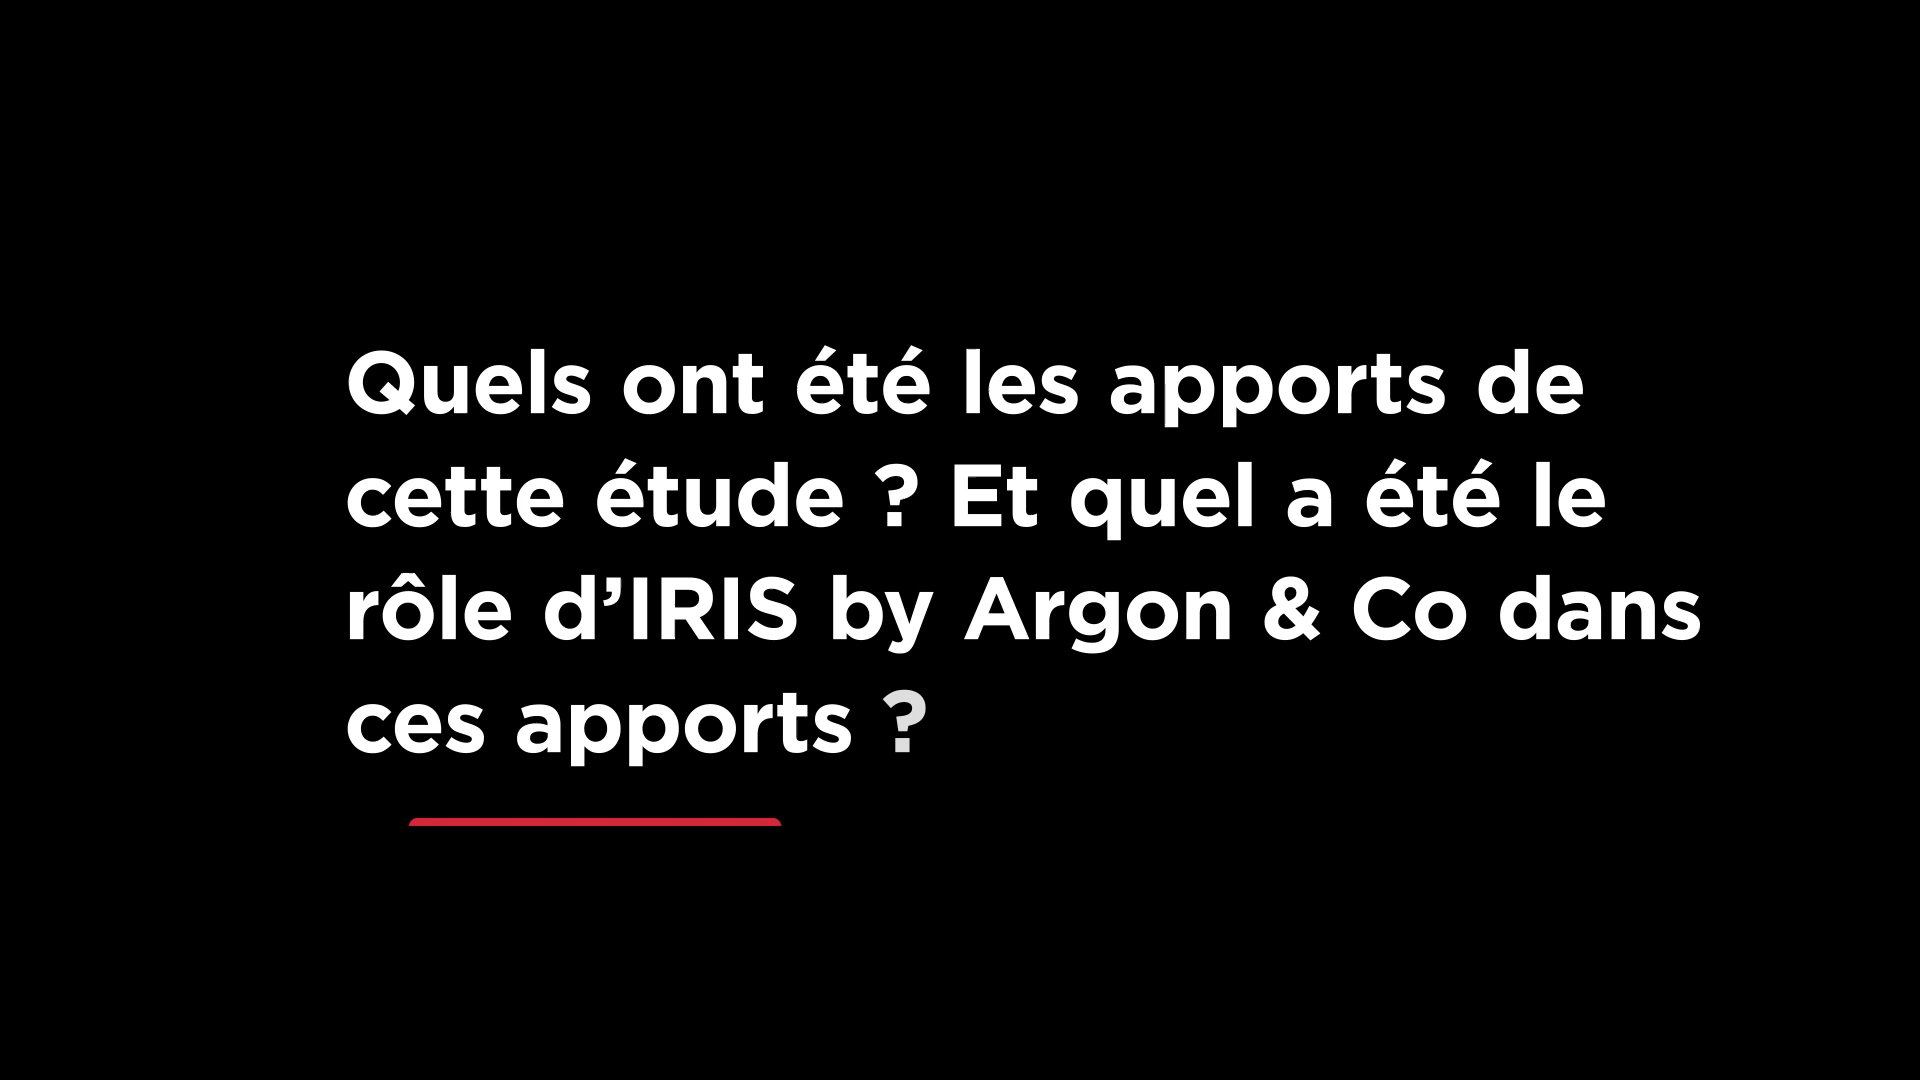 Quels ont été les apports de
cette étude ? Et quel a été le
rôle d’IRIS by Argon & Co dans
ces apports ?